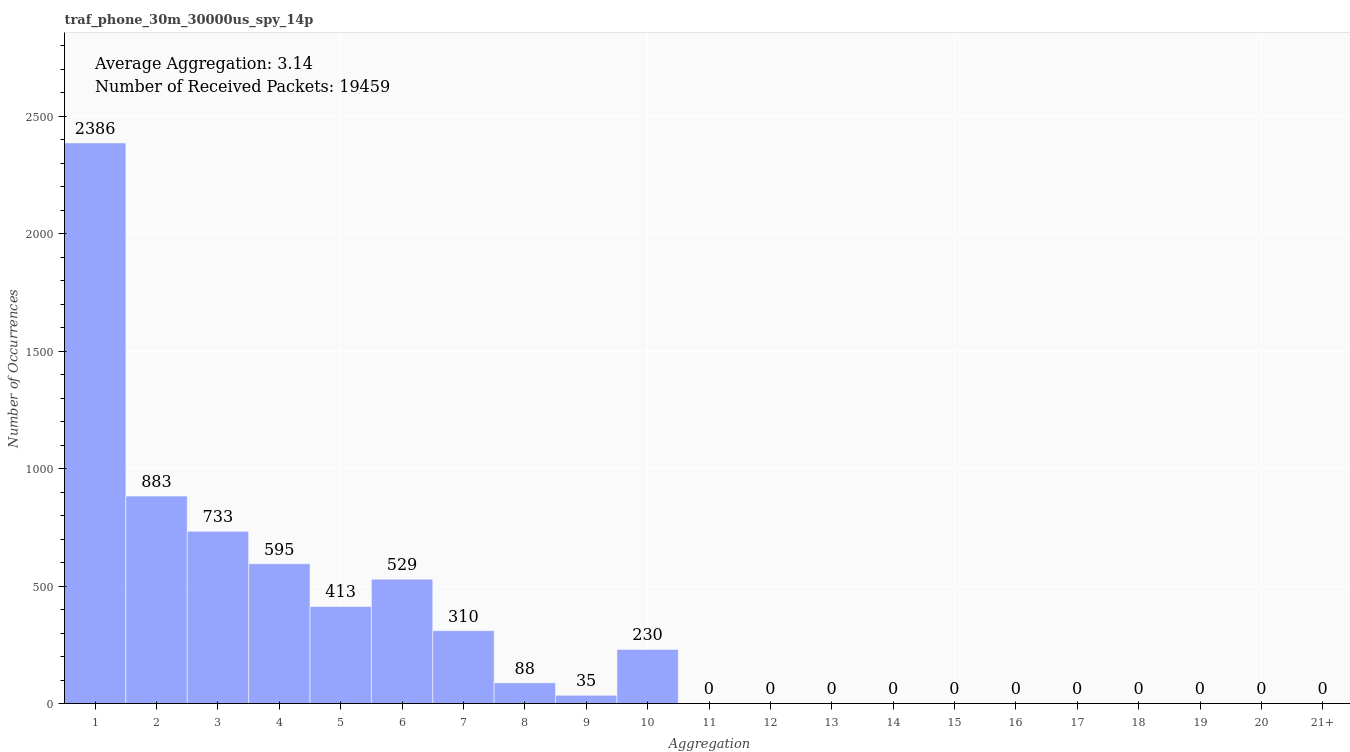 traf_phone_30m_30000us_spy_14p
Average Aggregation: 3.14
Number of Received Packets: 19459
2500
2000
1500
1000
500
0
Number of Occurrences
2386
883
733
595
413
529
310
88
35
230
0 0 0 0 0 0 0 0 0 0 0
1 2 3 4 5 6 7 8 9 10 11 12 13 14 15 16 17 18 19 20 21+
Aggregation